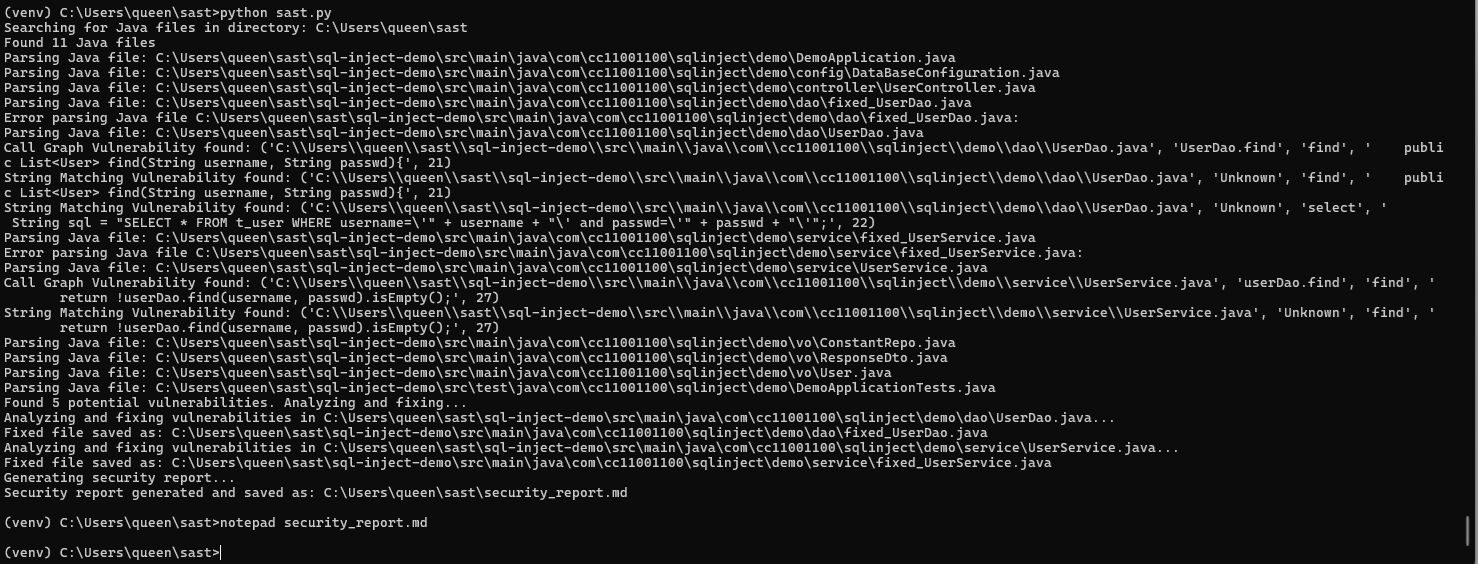 (venv) C:\Users\queen\sast>python sast.py
Searching for Java files in directory: C:\Users\queen\sast
Found 11 Java files
Parsing Java file: C:\Users\queen\sast\sql-inject-demo\src\main\java\com\cc11001100\sqlinject\demo\DemoApplication.java
Parsing Java file: C:\Users\queen\sast\sql-inject-demo\src\main\java\com\cc11001100\sqlinject\demo\config\DataBaseConfiguration.java
Parsing Java file: C:\Users\queen\sast\sql-inject-demo\src\main\java\com\cc11001100\sqlinject\demo\controller\UserController.java
Parsing Java file: C:\Users\queen\sast\sql-inject-demo\src\main\java\com\cc11001100\sqlinject\demo\dao\fixed_UserDao.java
Error parsing Java file C:\Users\queen\sast\sql-inject-demo\src\main\java\com\cc11001100\sqlinject\demo\dao\fixed_UserDao.java:
Parsing Java file: C:\Users\queen\sast\sql-inject-demo\src\main\java\com\cc11001100\sqlinject\demo\dao\UserDao.java
Call Graph Vulnerability found: ('C:\\Users\\queen\\sast\\sql-inject-demo\\src\\main\\java\\com\\cc11001100\\sqlinject\\demo\\dao\\UserDao.java', 'UserDao.find', 'find', '    publi
c List<User> find(String username, String passwd){', 21)
String Matching Vulnerability found: ('C:\\Users\\queen\\sast\\sql-inject-demo\\src\\main\\java\\com\\cc11001100\\sqlinject\\demo\\dao\\UserDao.java', 'Unknown', 'find', '    publi
c List<User> find(String username, String passwd){', 21)
String Matching Vulnerability found: ('C:\\Users\\queen\\sast\\sql-inject-demo\\src\\main\\java\\com\\cc11001100\\sqlinject\\demo\\dao\\UserDao.java', 'Unknown', 'select', '
 String sql = "SELECT * FROM t_user WHERE username=\'" + username + "\' and passwd=\'" + passwd + "\'";', 22)
Parsing Java file: C:\Users\queen\sast\sql-inject-demo\src\main\java\com\cc11001100\sqlinject\demo\service\fixed_UserService.java
Error parsing Java file C:\Users\queen\sast\sql-inject-demo\src\main\java\com\cc11001100\sqlinject\demo\service\fixed_UserService.java:
Parsing Java file: C:\Users\queen\sast\sql-inject-demo\src\main\java\com\cc11001100\sqlinject\demo\service\UserService.java
Call Graph Vulnerability found: ('C:\\Users\\queen\\sast\\sql-inject-demo\\src\\main\\java\\com\\cc11001100\\sqlinject\\demo\\service\\UserService.java', 'userDao.find', 'find', '
       return !userDao.find(username, passwd).isEmpty();', 27)
String Matching Vulnerability found: ('C:\\Users\\queen\\sast\\sql-inject-demo\\src\\main\\java\\com\\cc11001100\\sqlinject\\demo\\service\\UserService.java', 'Unknown', 'find', '
       return !userDao.find(username, passwd).isEmpty();', 27)
Parsing Java file: C:\Users\queen\sast\sql-inject-demo\src\main\java\com\cc11001100\sqlinject\demo\vo\ConstantRepo.java
Parsing Java file: C:\Users\queen\sast\sql-inject-demo\src\main\java\com\cc11001100\sqlinject\demo\vo\ResponseDto.java
Parsing Java file: C:\Users\queen\sast\sql-inject-demo\src\main\java\com\cc11001100\sqlinject\demo\vo\User.java
Parsing Java file: C:\Users\queen\sast\sql-inject-demo\src\test\java\com\cc11001100\sqlinject\demo\DemoApplicationTests.java
Found 5 potential vulnerabilities. Analyzing and fixing...
Analyzing and fixing vulnerabilities in C:\Users\queen\sast\sql-inject-demo\src\main\java\com\cc11001100\sqlinject\demo\dao\UserDao.java...
Fixed file saved as: C:\Users\queen\sast\sql-inject-demo\src\main\java\com\cc11001100\sqlinject\demo\dao\fixed_UserDao.java
Analyzing and fixing vulnerabilities in C:\Users\queen\sast\sql-inject-demo\src\main\java\com\cc11001100\sqlinject\demo\service\UserService.java...
Fixed file saved as: C:\Users\queen\sast\sql-inject-demo\src\main\java\com\cc11001100\sqlinject\demo\service\fixed_UserService.java
Generating security report...
Security report generated and saved as: C:\Users\queen\sast\security_report.md
(venv) C:\Users\queen\sast>notepad security_report.md
(venv) C:\Users\queen\sast>